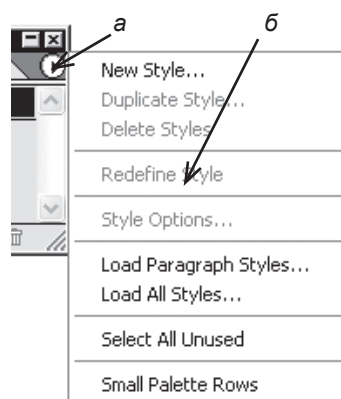 а
б
New Style...
Duplicate Style...
Delete Styles
Redefine Style
Style Options...
Load Paragraph Styles...
Load All Styles...
Select All Unused
Small Palette Rows